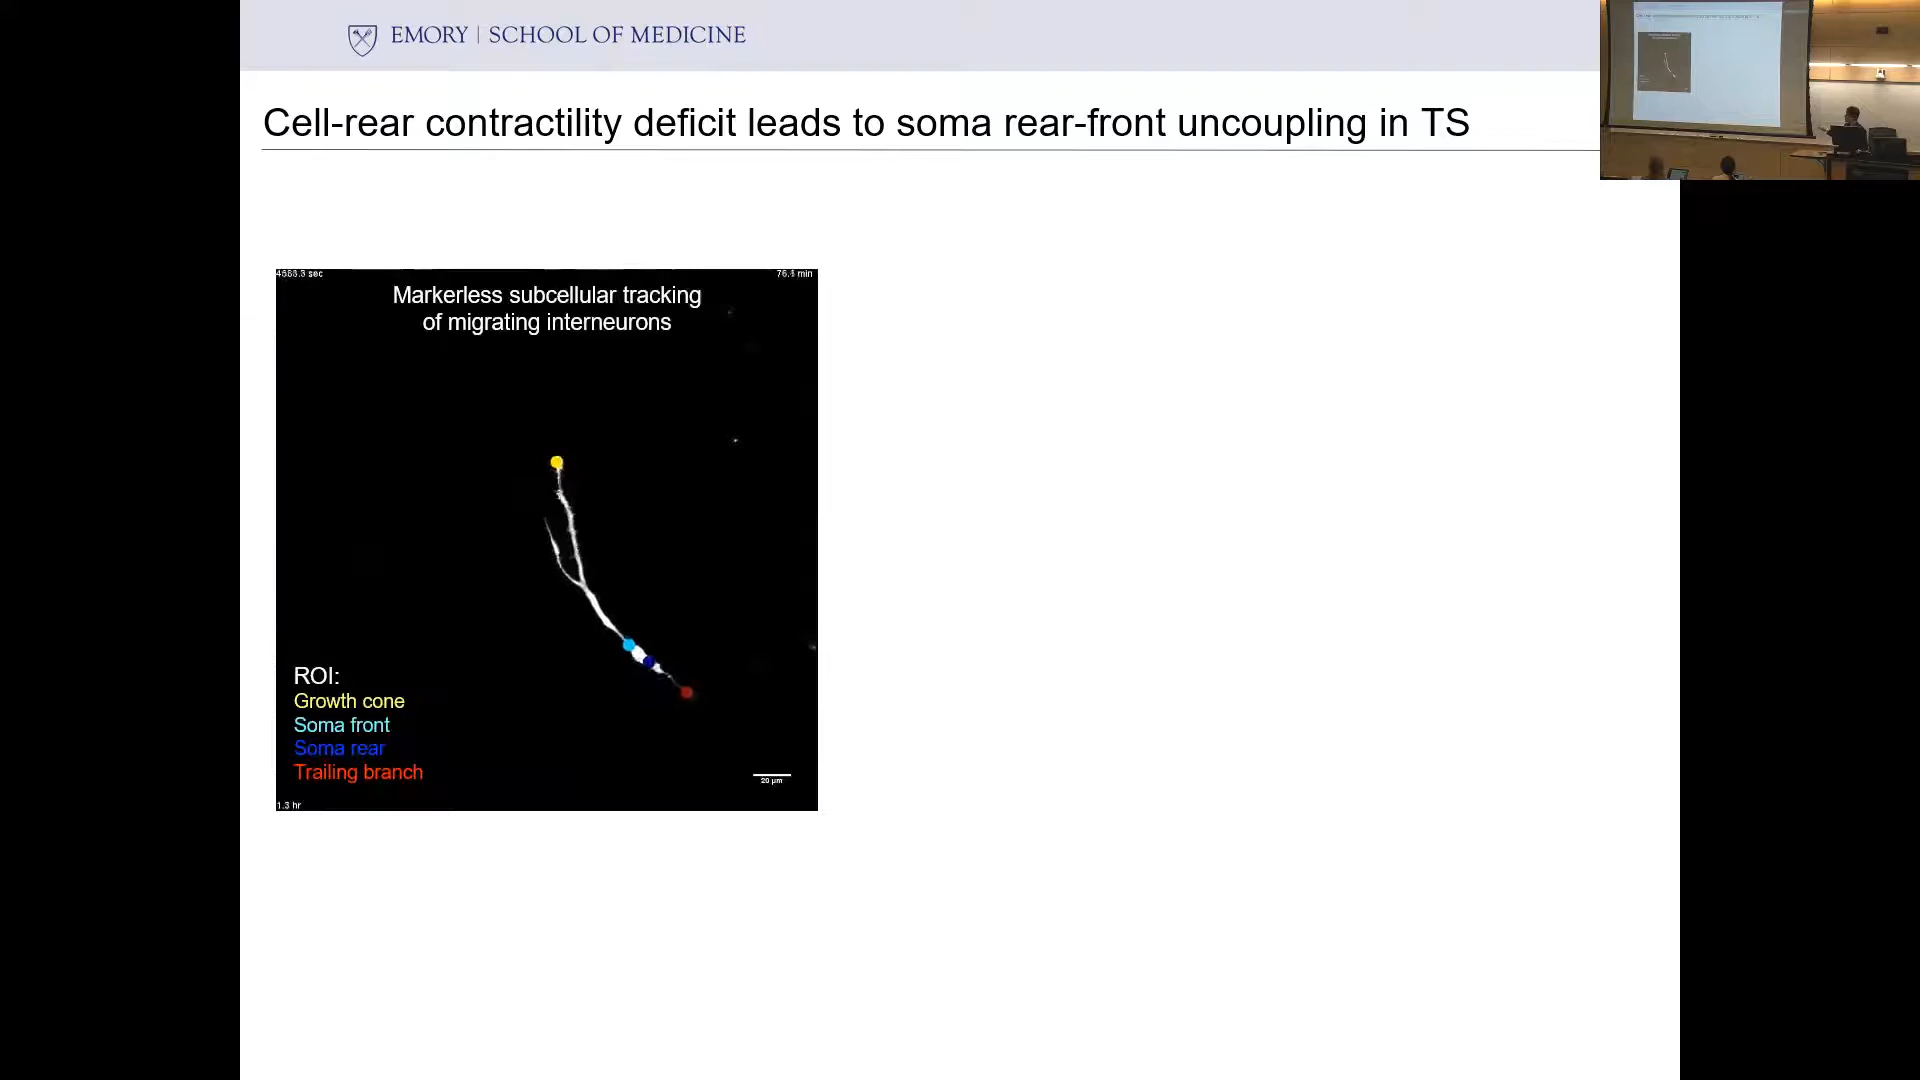 EMORY | SCHOOL OF MEDICINE
Cell-rear contractility deficit leads to soma rear-front uncoupling in TS
76.4 min
Markerless subcellular tracking
of migrating interneurons
ROI:
Growth cone
Soma front
Soma rear
Trailing branch
20 µm
1.3 hr